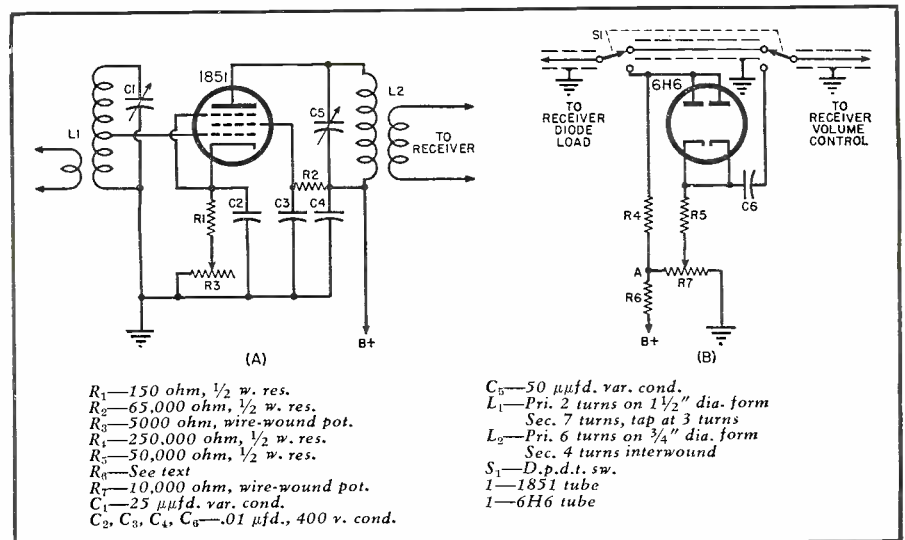 1851
C1
L1
C5
L2
TO
RECEIVER
R2
R1
C2
C3
C4
R3
B+
(A)
S1
6H6
TO
RECEIVER
DIODE
LOAD
TO
RECEIVER
VOLUME
CONTROL
C6
R4
R5
A
R7
R6
B+
(B)
R₁—150 ohm, ½ w. res.
R₂—65,000 ohm, ½ w. res.
R₃—5000 ohm, wire-wound pot.
R₄—250,000 ohm, ½ w. res.
R₅—50,000 ohm, ½ w. res.
R₆—See text
R₇—10,000 ohm, wire-wound pot.
C₁—25 μμfd. var. cond.
C₂, C₃, C₄, C₆—.01 μfd., 400 v. cond.
C₅—50 μμfd. var. cond.
L₁—Pri. 2 turns on 1½" dia. form
Sec. 7 turns, tap at 3 turns
L₂—Pri. 6 turns on ¾" dia. form
Sec. 4 turns interwound
S₁—D.p.d.t. sw.
1—1851 tube
1—6H6 tube